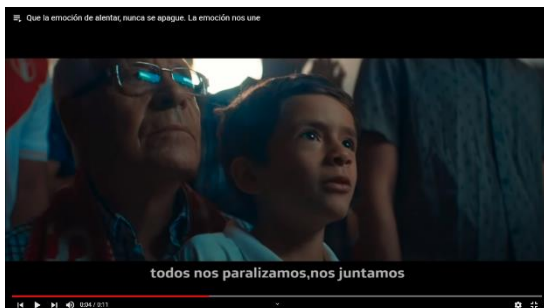 Que la emoción de alentar, nunca se apague. La emoción nos une
todos nos paralizamos,nos juntamos
0:04 / 0:11